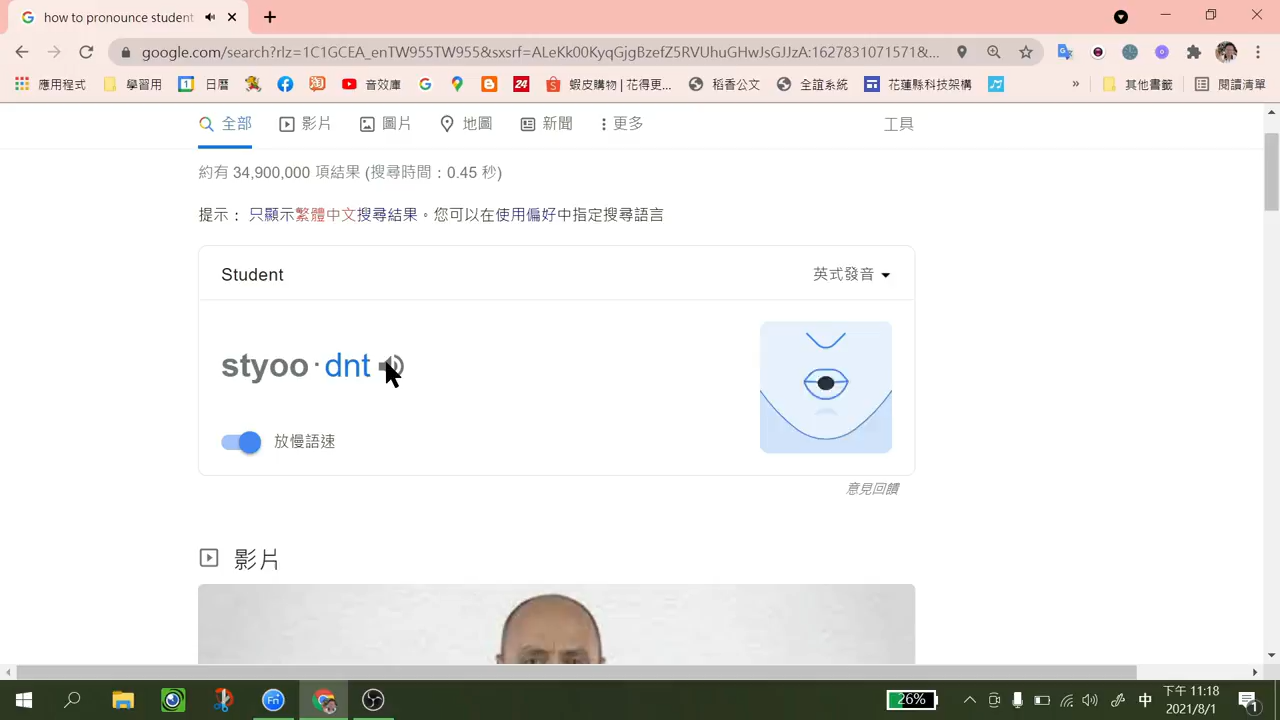 how to pronounce student
google.com/search?rlz=1C1GCEA_enTW955TW955&sxsrf=ALeKk00KyqGjgBzefZ5RVUhuGHwJsGJJzA:1627831071571&...
應用程式 學習用 日曆 音效庫 24 蝦皮購物 | 花得更... 稻香公文 全誼系統 花蓮縣科技架構 » 其他書籤 閱讀清單
全部 影片 圖片 地圖 新聞 更多 工具
約有 34,900,000 項結果 (搜尋時間：0.45 秒)
提示： 只顯示繁體中文搜尋結果。您可以在使用偏好中指定搜尋語言
Student 英式發音
styoo·dnt
放慢語速
意見回饋
影片
26% 中 下午 11:18
2021/8/1